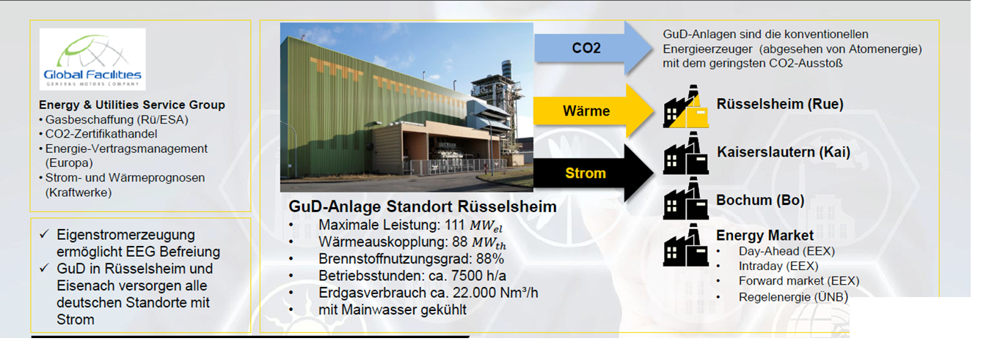 Global Facilities
GENERAL MOTORS COMPANY
Energy & Utilities Service Group
• Gasbeschaffung (Rü/ESA)
• CO2-Zertifikathandel
• Energie-Vertragsmanagement
(Europa)
• Strom- und Wärmeprognosen
(Kraftwerke)
✓ Eigenstromerzeugung
ermöglicht EEG Befreiung
✓ GuD in Rüsselsheim und
Eisenach versorgen alle
deutschen Standorte mit
Strom
GuD-Anlage Standort Rüsselsheim
• Maximale Leistung: 111 MWel
• Wärmeauskopplung: 88 MWth
• Brennstoffnutzungsgrad: 88%
• Betriebsstunden: ca. 7500 h/a
• Erdgasverbrauch ca. 22.000 Nm³/h
• mit Mainwasser gekühlt
CO2
Wärme
Strom
GuD-Anlagen sind die konventionellen
Energieerzeuger (abgesehen von Atomenergie)
mit dem geringsten CO2-Ausstoß
Rüsselsheim (Rue)
Kaiserslautern (Kai)
Bochum (Bo)
Energy Market
• Day-Ahead (EEX)
• Intraday (EEX)
• Forward market (EEX)
• Regelenergie (ÜNB)